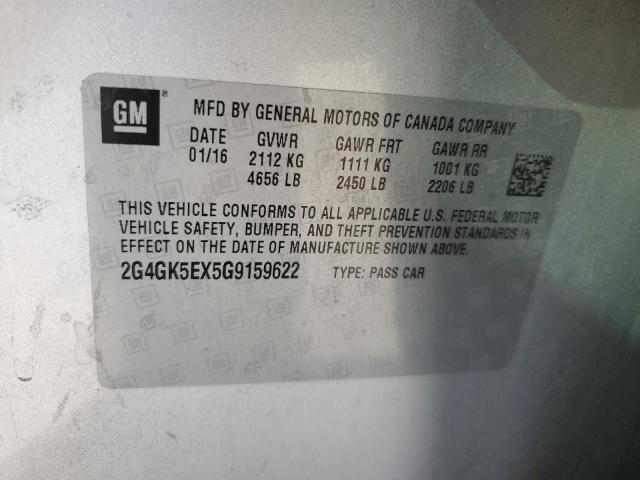 GM ®
MFD BY GENERAL MOTORS OF CANADA COMPANY
DATE GVWR GAWR FRT GAWR RR
01/16 2112 KG 1111 KG 1001 KG
4656 LB 2450 LB 2206 LB
THIS VEHICLE CONFORMS TO ALL APPLICABLE U.S. FEDERAL MOTOR
VEHICLE SAFETY, BUMPER, AND THEFT PREVENTION STANDARDS IN
EFFECT ON THE DATE OF MANUFACTURE SHOWN ABOVE.
2G4GK5EX5G9159622 TYPE: PASS CAR